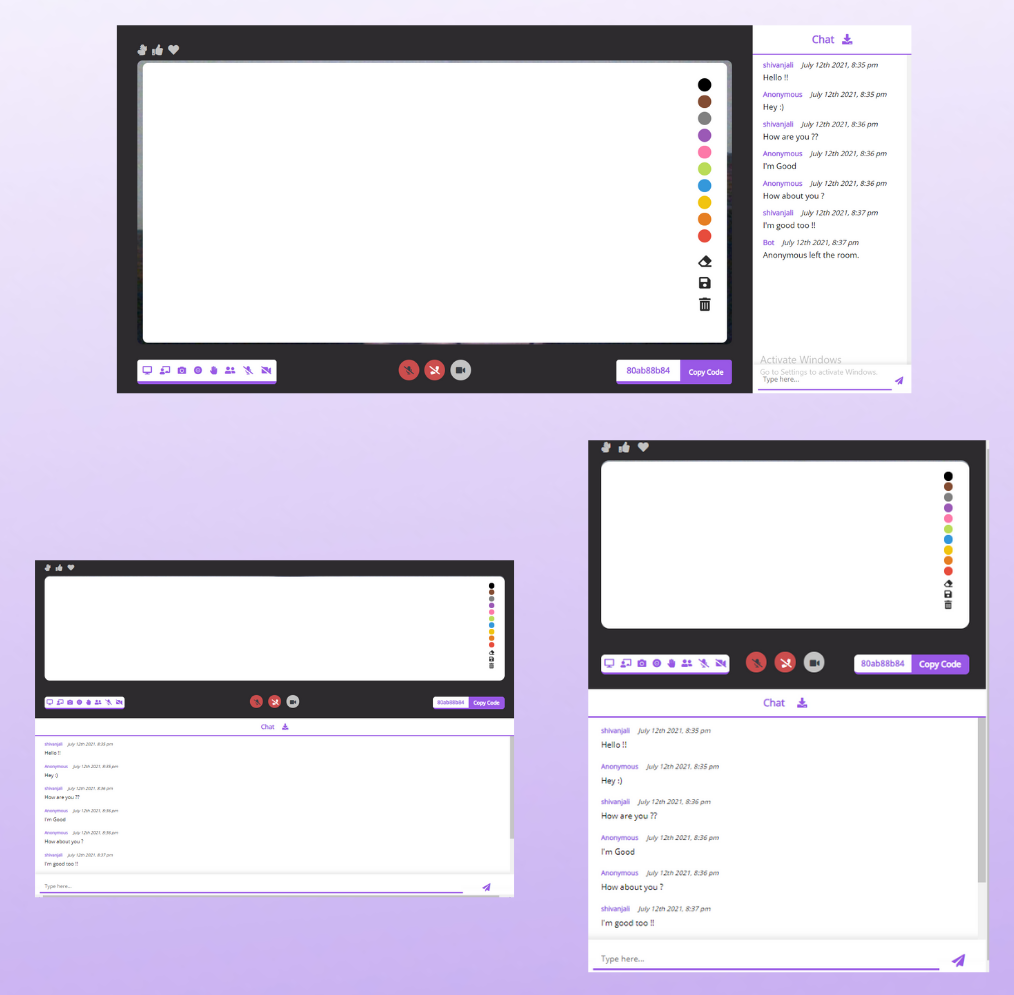 Chat
shivanjali July 12th 2021, 8:35 pm
Hello !!
Anonymous July 12th 2021, 8:35 pm
Hey :)
shivanjali July 12th 2021, 8:36 pm
How are you ??
Anonymous July 12th 2021, 8:36 pm
I'm Good
Anonymous July 12th 2021, 8:36 pm
How about you ?
shivanjali July 12th 2021, 8:37 pm
I'm good too !!
Bot July 12th 2021, 8:37 pm
Anonymous left the room.
Activate Windows
Go to Settings to activate Windows.
Type here...
80ab88b84 Copy Code
80ab88b84 Copy Code
Chat
shivanjali July 12th 2021, 8:35 pm
Hello !!
Anonymous July 12th 2021, 8:35 pm
Hey :)
shivanjali July 12th 2021, 8:36 pm
How are you ??
Anonymous July 12th 2021, 8:36 pm
I'm Good
Anonymous July 12th 2021, 8:36 pm
How about you ?
shivanjali July 12th 2021, 8:37 pm
I'm good too !!
Type here...
80ab88b84 Copy Code
Chat
shivanjali July 12th 2021, 8:35 pm
Hello !!
Anonymous July 12th 2021, 8:35 pm
Hey :)
shivanjali July 12th 2021, 8:36 pm
How are you ??
Anonymous July 12th 2021, 8:36 pm
I'm Good
Anonymous July 12th 2021, 8:36 pm
How about you ?
shivanjali July 12th 2021, 8:37 pm
I'm good too !!
Type here...